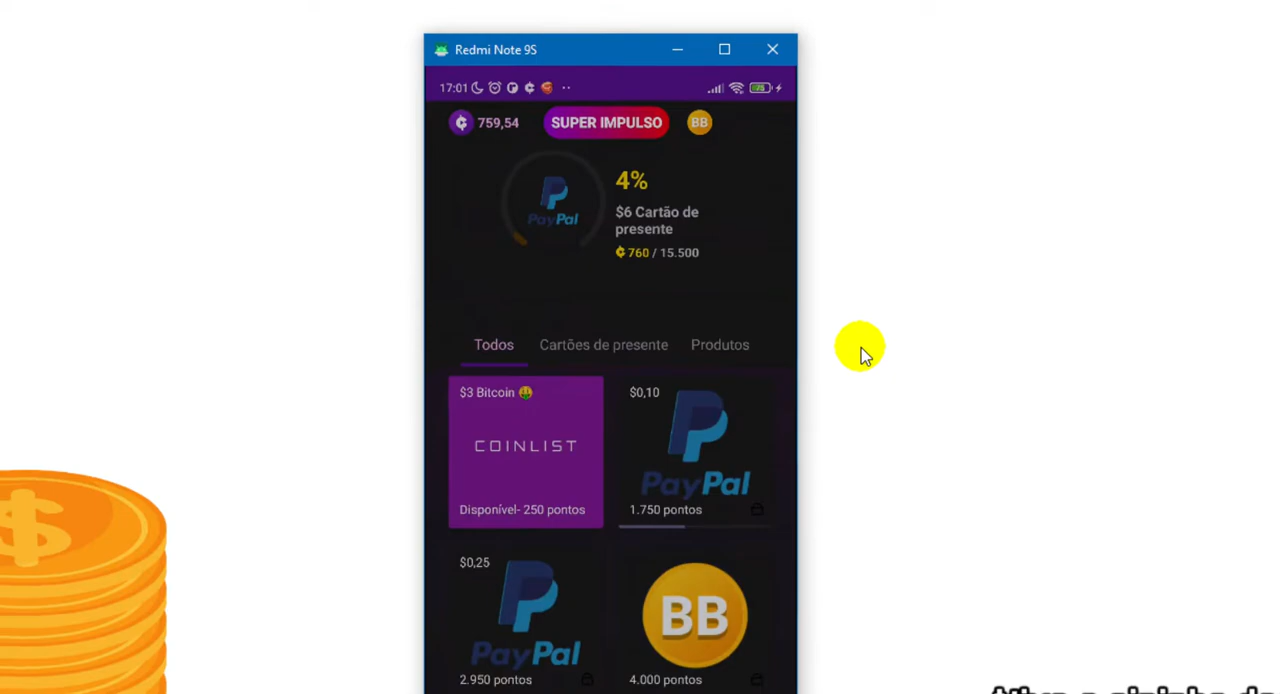 Redmi Note 9S
17:01
759,54 SUPER IMPULSO BB
PayPal
4%
$6 Cartão de
presente
760 / 15.500
Todos Cartões de presente Produtos
$3 Bitcoin
COINLIST
Disponível- 250 pontos
$0,10
PayPal
1.750 pontos
$0,25
PayPal
2.950 pontos
BB
4.000 pontos